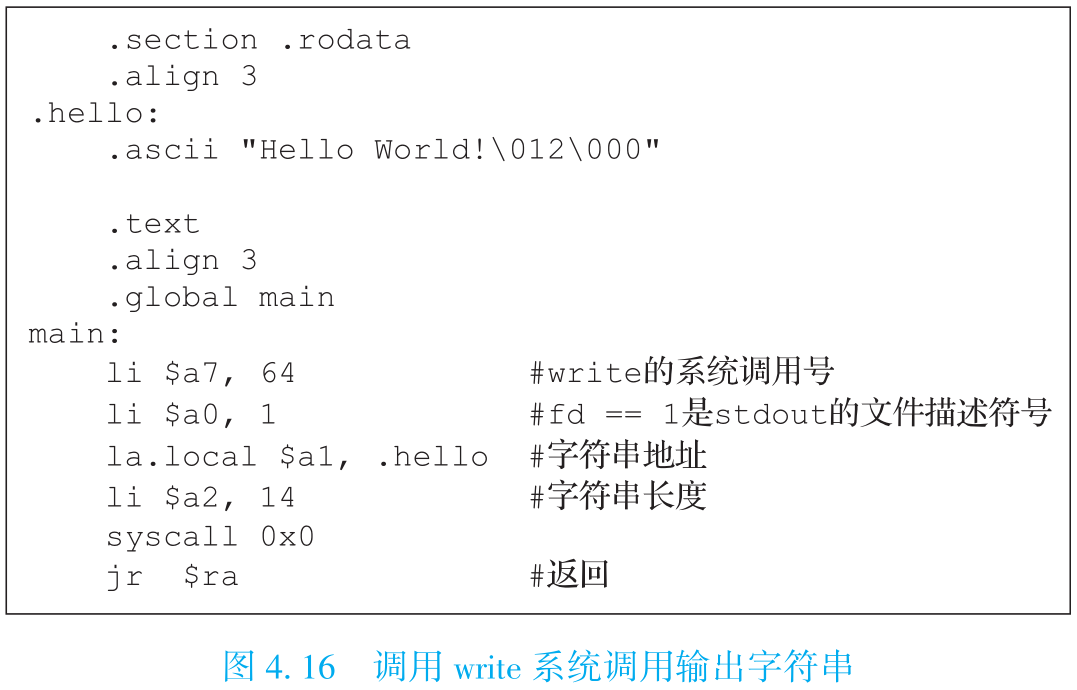 .section .rodata
.align 3
.hello:
.ascii "Hello World!\012\000"
.text
.align 3
.global main
main:
li $a7, 64 #write的系统调用号
li $a0, 1 #fd == 1是stdout的文件描述符号
la.local $a1, .hello #字符串地址
li $a2, 14 #字符串长度
syscall 0x0
jr $ra #返回
图 4.16 调用 write 系统调用输出字符串